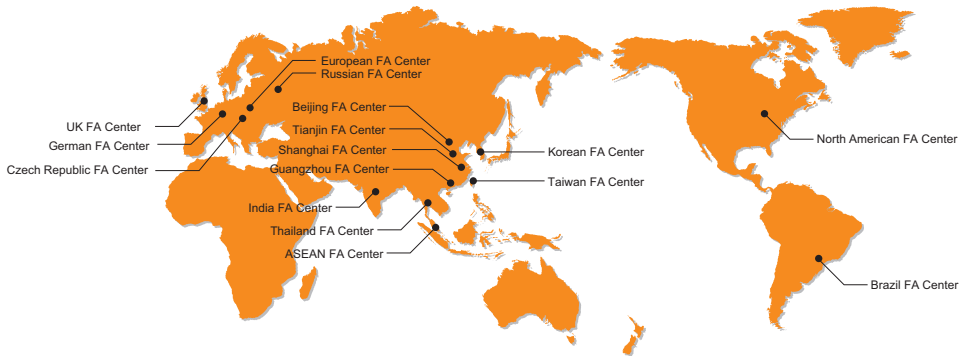 European FA Center
Russian FA Center
Beijing FA Center
UK FA Center
Tianjin FA Center
North American FA Center
German FA Center
Shanghai FA Center
Korean FA Center
Czech Republic FA Center
Guangzhou FA Center
Taiwan FA Center
India FA Center
Thailand FA Center
ASEAN FA Center
Brazil FA Center